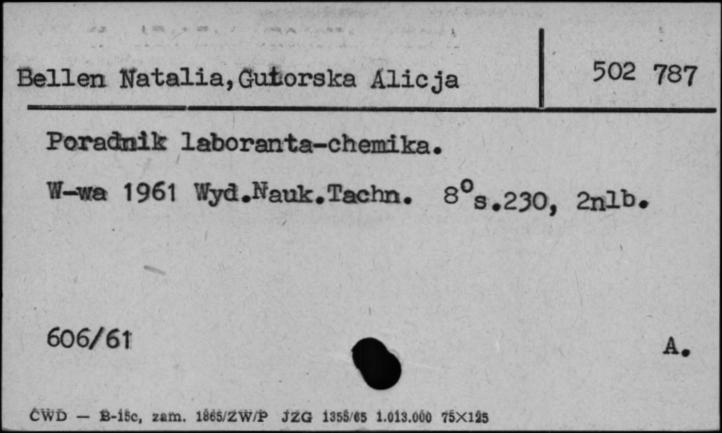 Bellen Natalia,Gutorska Alicja
502 787
Poradnik laboranta-chemika.
W-wa 1961 Wyd.Nauk.Tachn. 8° s.230, 2nlb.
606/61
A.
CWD — B-15c, zam. 1865/ZW/P JZG 1355/65 1.013.000 75×125